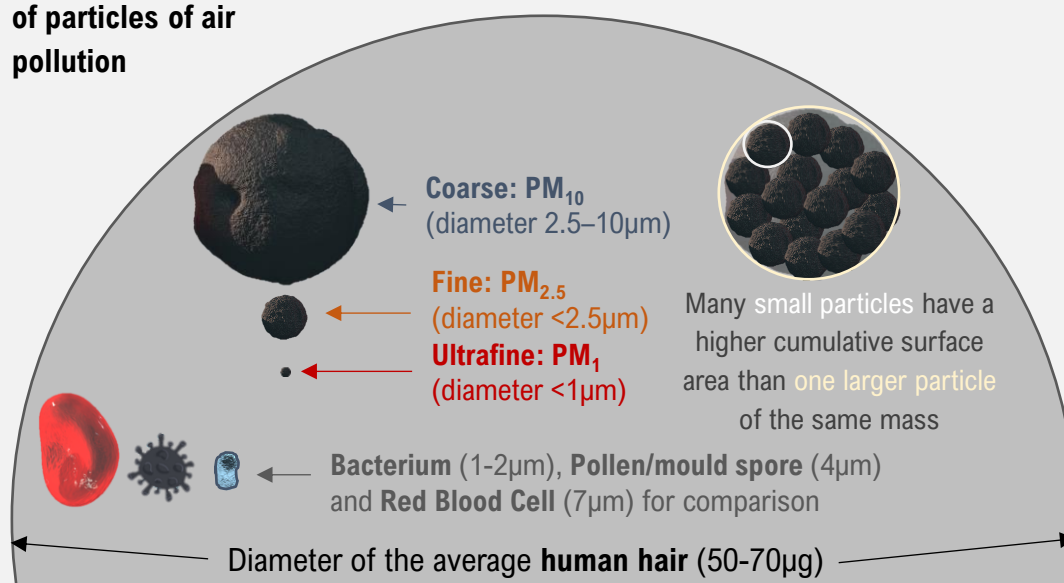 of particles of air
pollution
Coarse: PM₁₀
(diameter 2.5–10µm)
Fine: PM₂.₅
(diameter <2.5µm)
Ultrafine: PM₁
(diameter <1µm)
Many small particles have a
higher cumulative surface
area than one larger particle
of the same mass
Bacterium (1-2µm), Pollen/mould spore (4µm)
and Red Blood Cell (7µm) for comparison
Diameter of the average human hair (50-70µg)